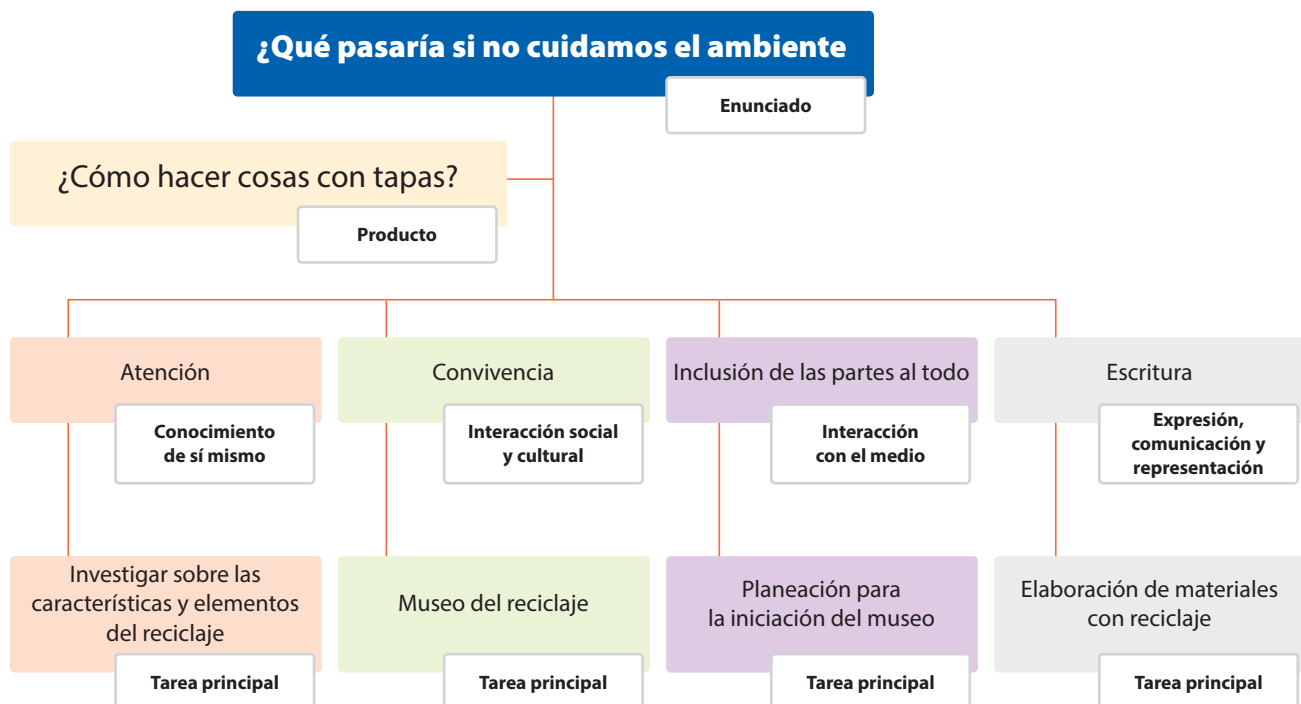 ¿Qué pasaría si no cuidamos el ambiente
Enunciado
¿Cómo hacer cosas con tapas?
Producto
Atención
Conocimiento
de sí mismo
Convivencia
Interacción social
y cultural
Inclusión de las partes al todo
Interacción
con el medio
Escritura
Expresión,
comunicación y
representación
Investigar sobre las
características y elementos
del reciclaje
Tarea principal
Museo del reciclaje
Tarea principal
Planeación para
la iniciación del museo
Tarea principal
Elaboración de materiales
con reciclaje
Tarea principal